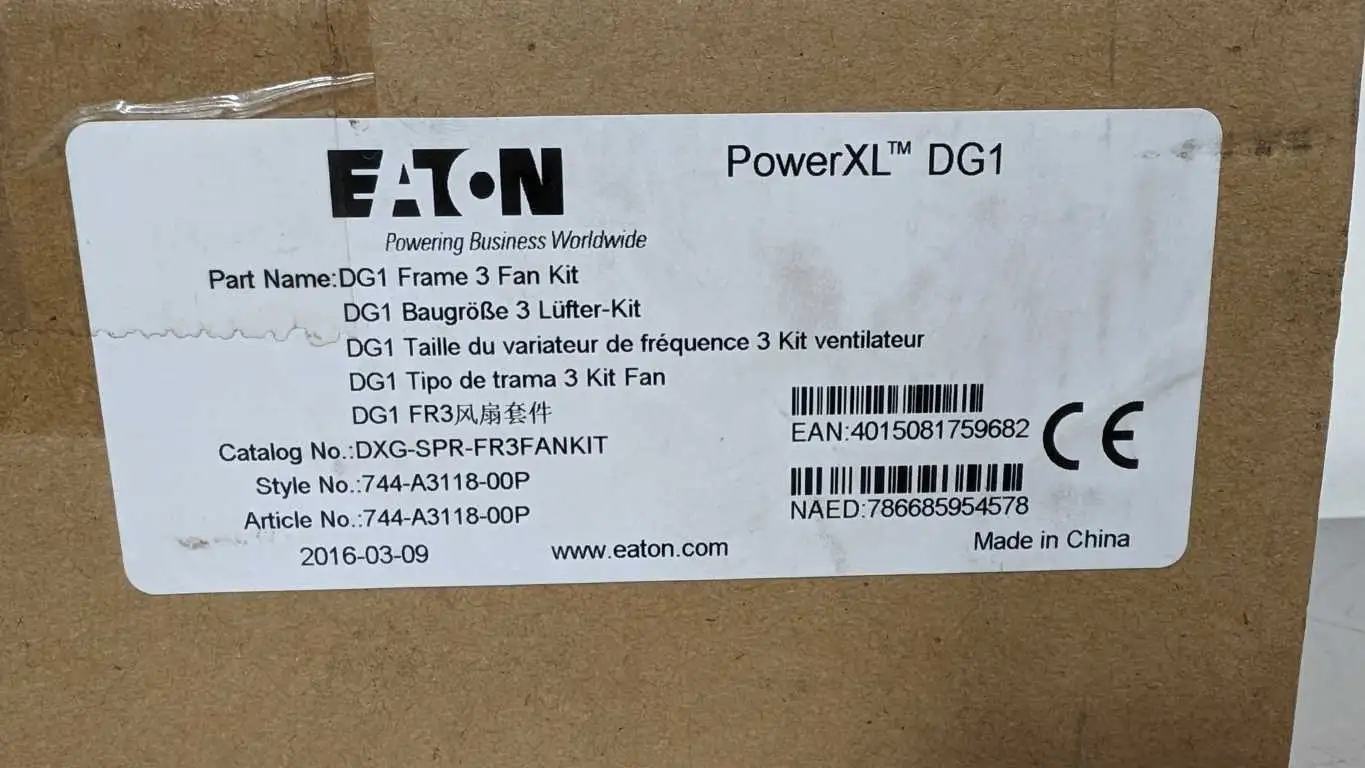 EATON
PowerXL™ DG1
Powering Business Worldwide
Part Name:DG1 Frame 3 Fan Kit
DG1 Baugröße 3 Lüfter-Kit
DG1 Taille du variateur de fréquence 3 Kit ventilateur
DG1 Tipo de trama 3 Kit Fan
DG1 FR3风扇套件
Catalog No.:DXG-SPR-FR3FANKIT
Style No.:744-A3118-00P
Article No.:744-A3118-00P
2016-03-09
www.eaton.com
EAN:4015081759682
NAED:786685954578
CE
Made in China